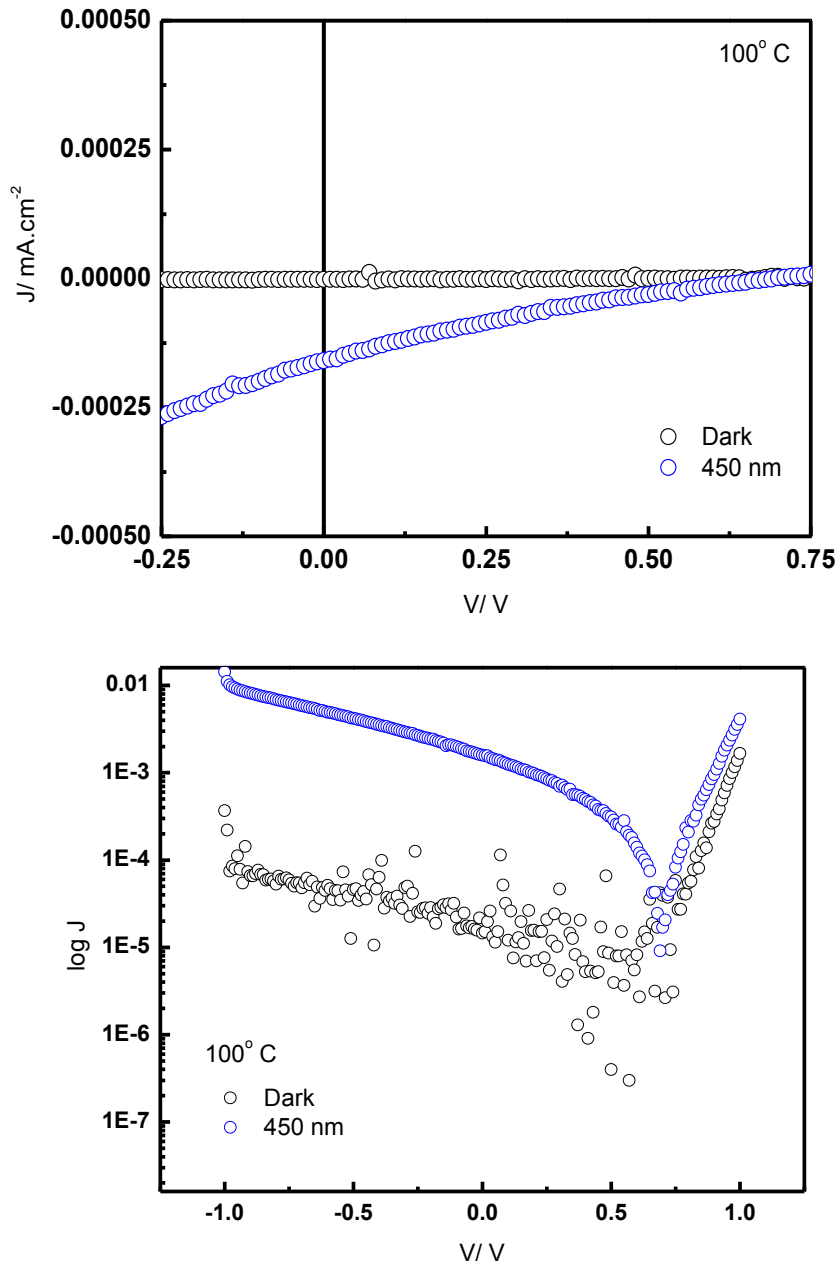 0.00050
100° C
0.00025
J/ mA.cm⁻²
0.00000
-0.00025
Dark
450 nm
-0.00050
-0.25 0.00 0.25 0.50 0.75
V/ V
0.01
1E-3
1E-4
log J
1E-5
1E-6
100° C
Dark
1E-7
450 nm
-1.0 -0.5 0.0 0.5 1.0
V/ V